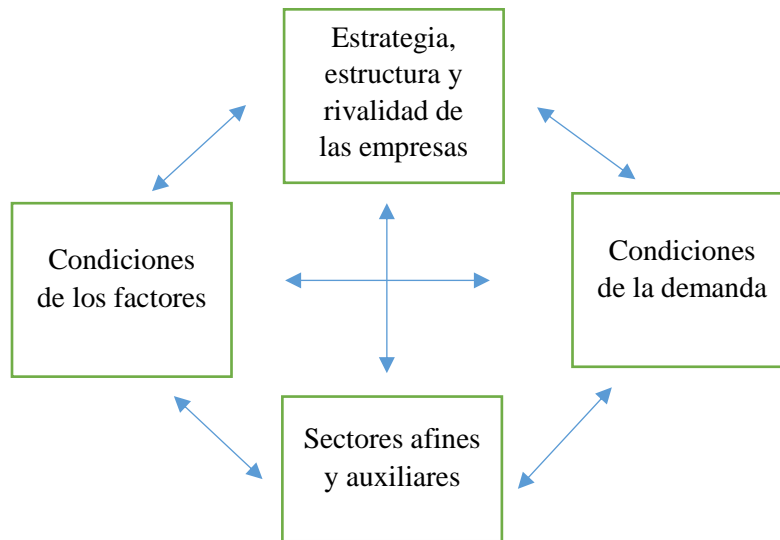 Estrategia,
estructura y
rivalidad de
las empresas
Condiciones
de los factores
Condiciones
de la demanda
Sectores afines
y auxiliares